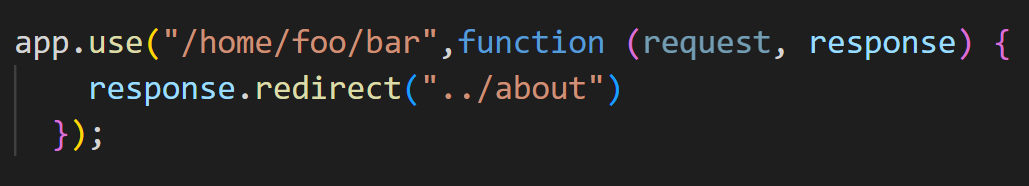 app.use("/home/foo/bar",function (request, response) {
    response.redirect("../about")
  });